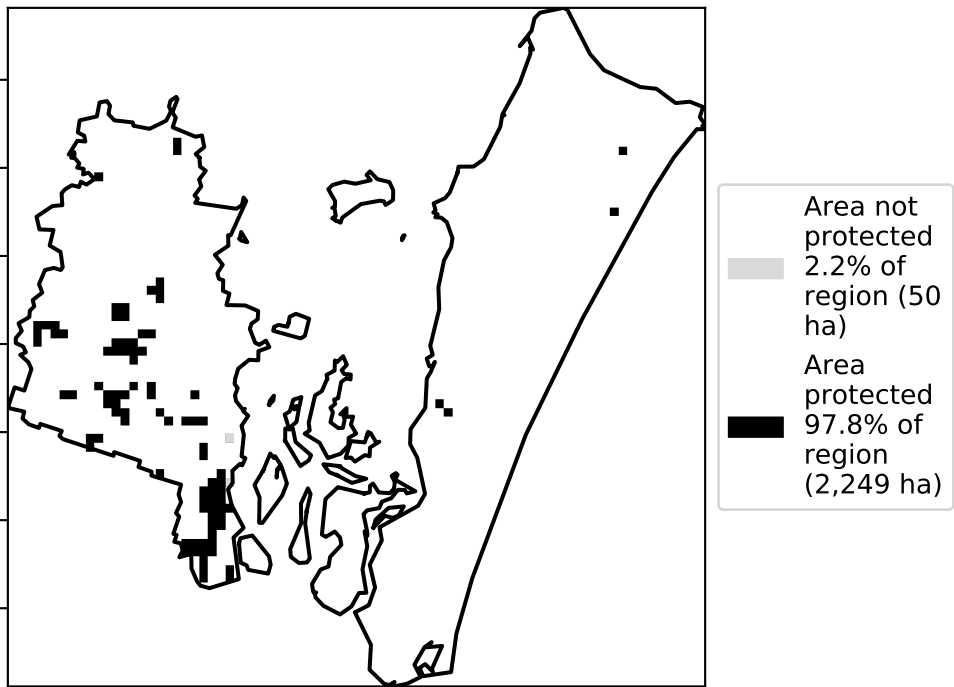 Area not
protected
2.2% of
region (50
ha)
Area
protected
97.8% of
region
(2,249 ha)